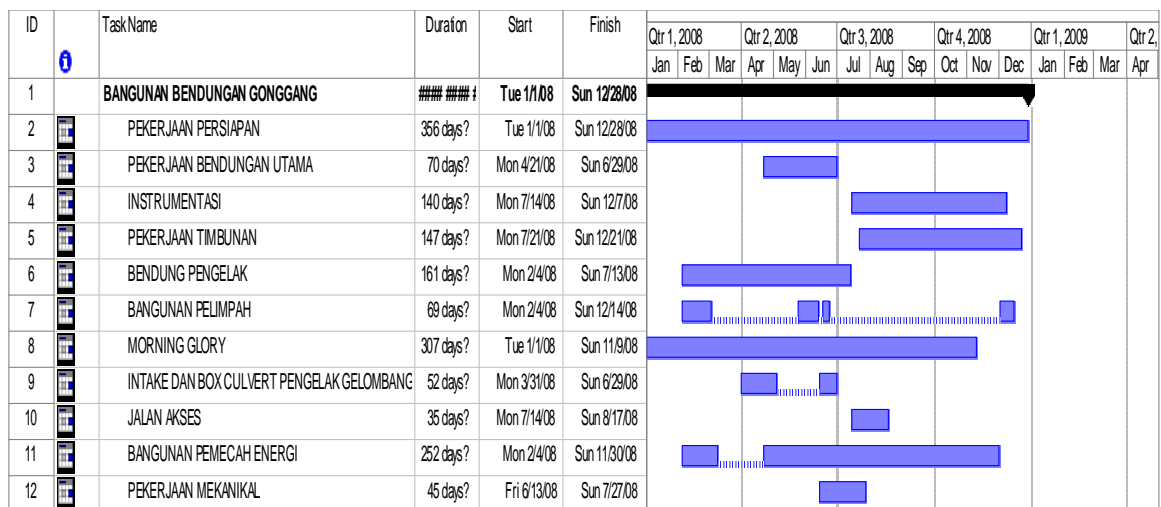 ID Task Name Duration Start Finish Qtr 1, 2008 Qtr 2, 2008 Qtr 3, 2008 Qtr 4, 2008 Qtr 1, 2009 Qtr 2,
Jan Feb Mar Apr May Jun Jul Aug Sep Oct Nov Dec Jan Feb Mar Apr
1 BANGUNAN BENDUNGAN GONGGANG #### #### # Tue 1/1/08 Sun 12/28/08
2 PEKERJAAN PERSIAPAN 356 days? Tue 1/1/08 Sun 12/28/08
3 PEKERJAAN BENDUNGAN UTAMA 70 days? Mon 4/21/08 Sun 6/29/08
4 INSTRUMENTASI 140 days? Mon 7/14/08 Sun 12/7/08
5 PEKERJAAN TIMBUNAN 147 days? Mon 7/21/08 Sun 12/21/08
6 BENDUNG PENGELAK 161 days? Mon 2/4/08 Sun 7/13/08
7 BANGUNAN PELIMPAH 69 days? Mon 2/4/08 Sun 12/14/08
8 MORNING GLORY 307 days? Tue 1/1/08 Sun 11/9/08
9 INTAKE DAN BOX CULVERT PENGELAK GELOMBANG 52 days? Mon 3/31/08 Sun 6/29/08
10 JALAN AKSES 35 days? Mon 7/14/08 Sun 8/17/08
11 BANGUNAN PEMECAH ENERGI 252 days? Mon 2/4/08 Sun 11/30/08
12 PEKERJAAN MEKANIKAL 45 days? Fri 6/13/08 Sun 7/27/08